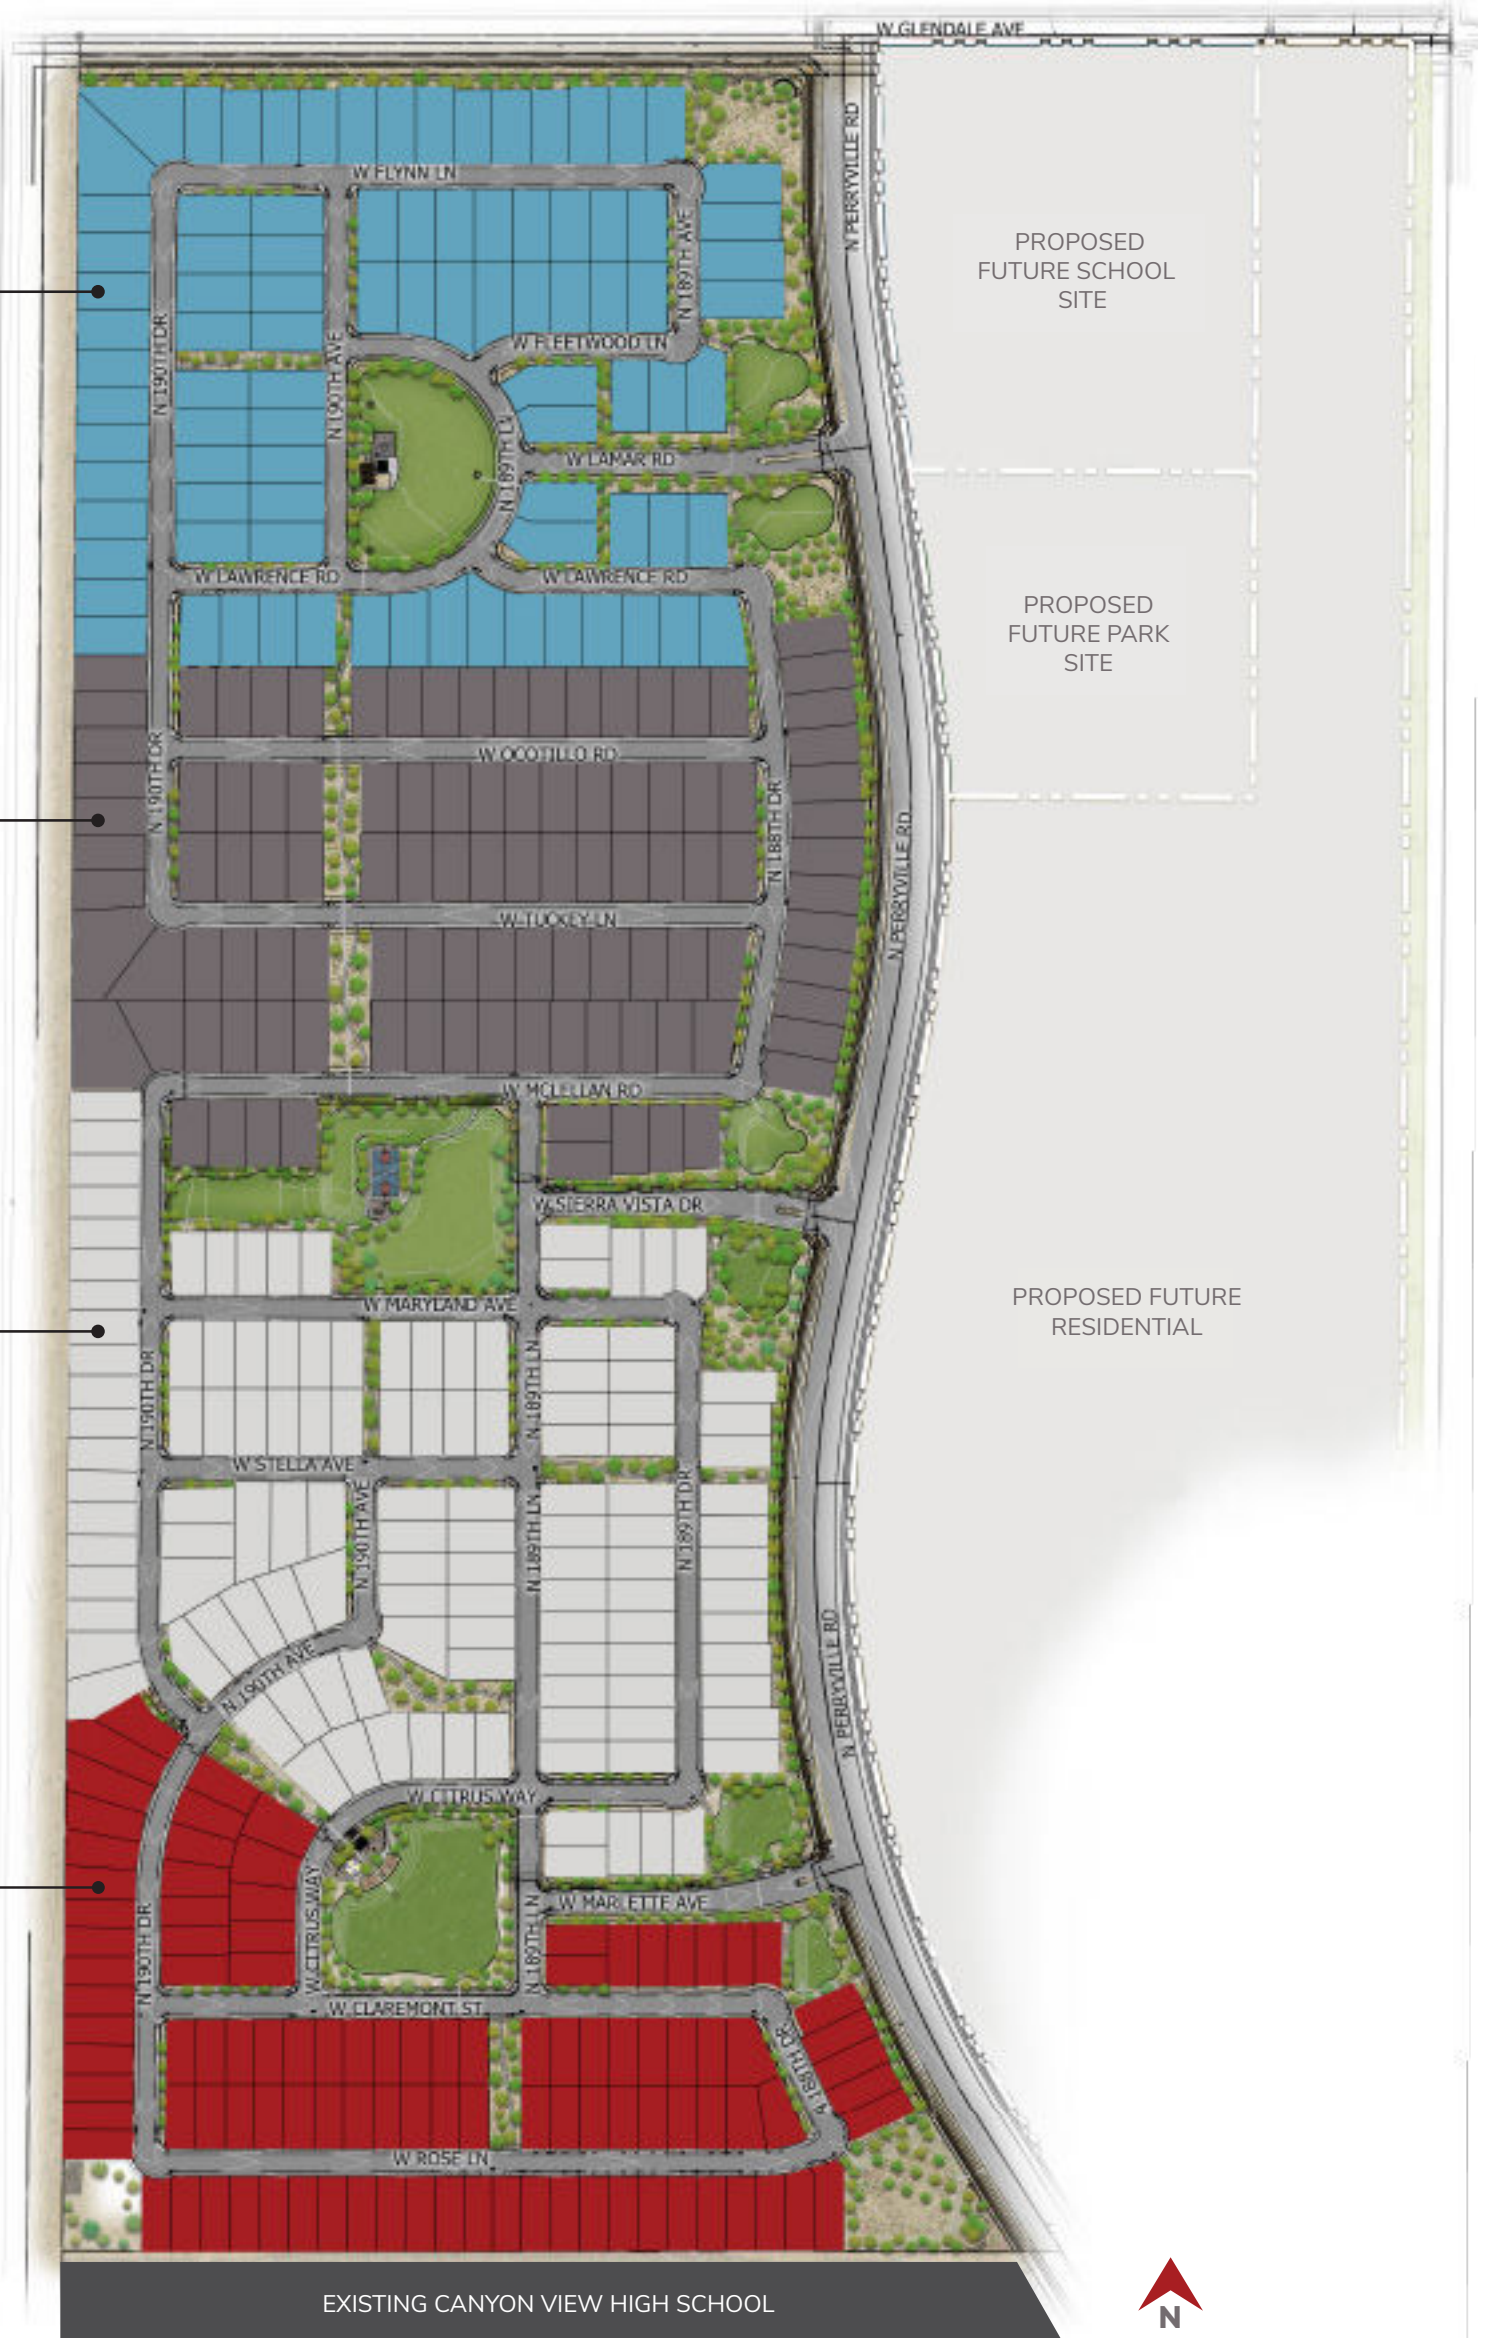 W GLENDALE AVE
N PERRYVILLE RD
W FLYNN LN
N 189TH AVE
PROPOSED
FUTURE SCHOOL
SITE
N 190TH DR
N 190TH AVE
W FLEETWOOD LN
N 189TH LN
W LAMAR RD
W LAWRENCE RD
W LAWRENCE RD
PROPOSED
FUTURE PARK
SITE
N 190TH DR
W OCOTILLO RD
N 188TH DR
N PERRYVILLE RD
W TUCKEY LN
W MCLELLAN RD
W SIERRA VISTA DR
W MARYLAND AVE
PROPOSED FUTURE
RESIDENTIAL
N 190TH DR
N 189TH LN
W STELLA AVE
N 190TH AVE
N 189TH LN
N 189TH DR
N 190TH AVE
N PERRYVILLE RD
W CITRUS WAY
W CITRUS WAY
N 190TH DR
N 189TH LN
W MARLETTE AVE
W CLAREMONT ST
N 188TH DR
W ROSE LN
EXISTING CANYON VIEW HIGH SCHOOL
N